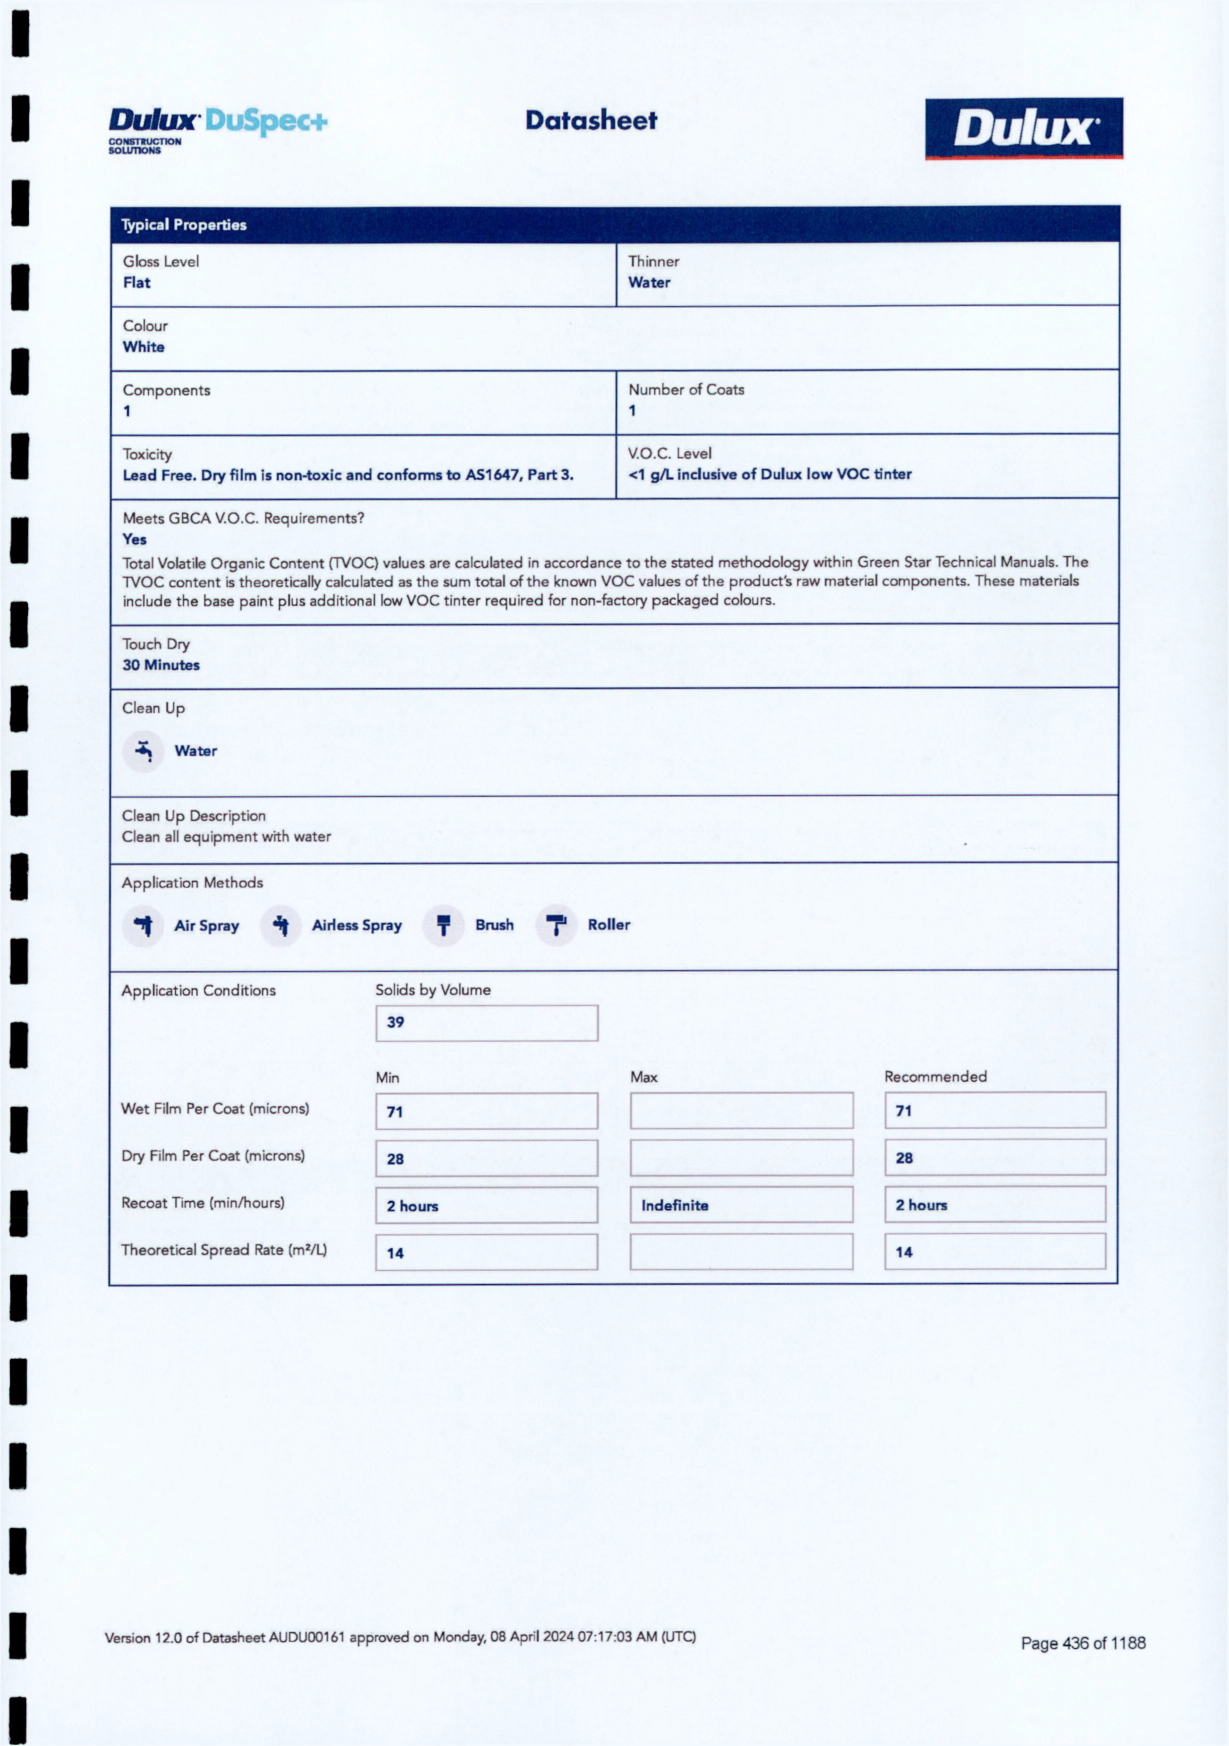 Dulux DuSpec+
CONSTRUCTION
SOLUTIONS
Datasheet
Dulux
Typical Properties
Gloss Level
Flat
Thinner
Water
Colour
White
Components
1
Number of Coats
1
Toxicity
Lead Free. Dry film is non-toxic and conforms to AS1647, Part 3.
V.O.C. Level
<1 g/L inclusive of Dulux low VOC tinter
Meets GBCA V.O.C. Requirements?
Yes
Total Volatile Organic Content (TVOC) values are calculated in accordance to the stated methodology within Green Star Technical Manuals. The
TVOC content is theoretically calculated as the sum total of the known VOC values of the product's raw material components. These materials
include the base paint plus additional low VOC tinter required for non-factory packaged colours.
Touch Dry
30 Minutes
Clean Up
Water
Clean Up Description
Clean all equipment with water
Application Methods
Air Spray Airless Spray Brush Roller
Application Conditions Solids by Volume
39
Min Max Recommended
Wet Film Per Coat (microns) 71 71
Dry Film Per Coat (microns) 28 28
Recoat Time (min/hours) 2 hours Indefinite 2 hours
Theoretical Spread Rate (m²/L) 14 14
Version 12.0 of Datasheet AUDU00161 approved on Monday, 08 April 2024 07:17:03 AM (UTC)
Page 436 of 1188